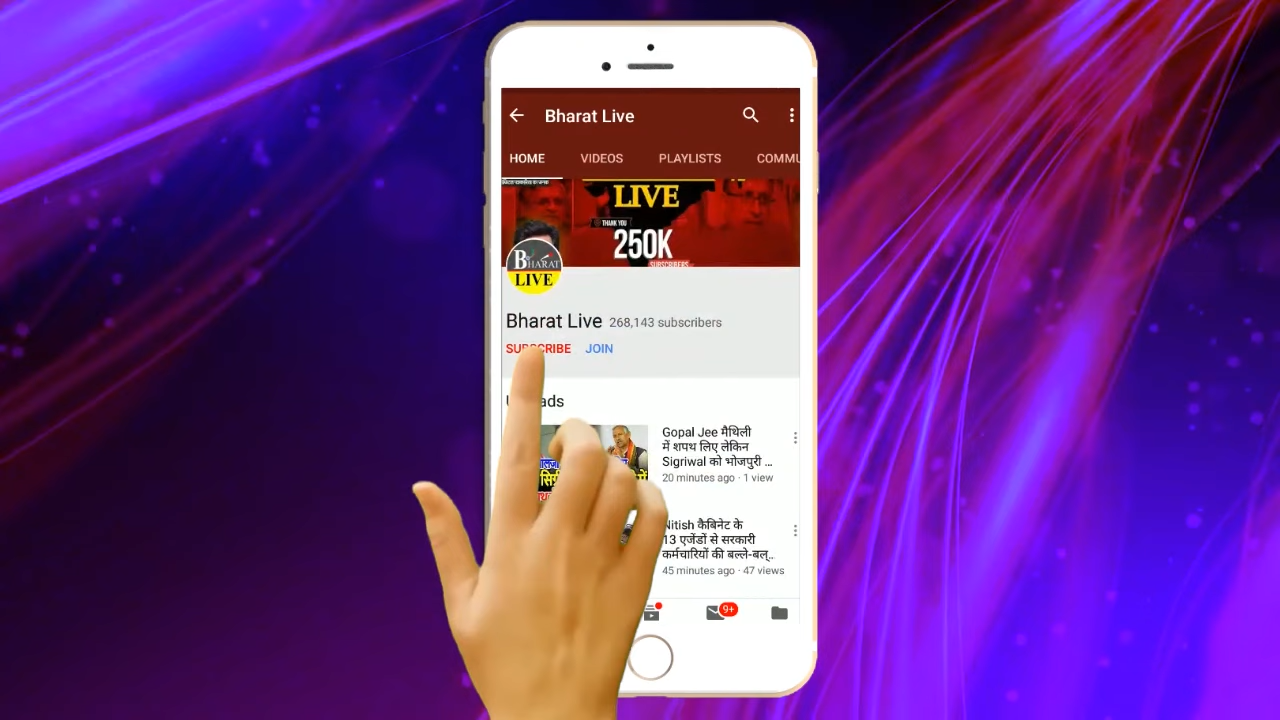 Bharat Live
HOME VIDEOS PLAYLISTS COMMU
LIVE
THANK YOU
250K
SUBSCRIBERS
BHARAT
LIVE
Bharat Live 268,143 subscribers
SUBSCRIBE JOIN
U ads
Gopal Jee मैथिली
में शपथ लिए लेकिन
Sigriwal को भोजपुरी ...
20 minutes ago · 1 view
Nitish कैबिनेट के
13 एजेंडों से सरकारी
कर्मचारियों की बल्ले-बल्..
45 minutes ago · 47 views
9+